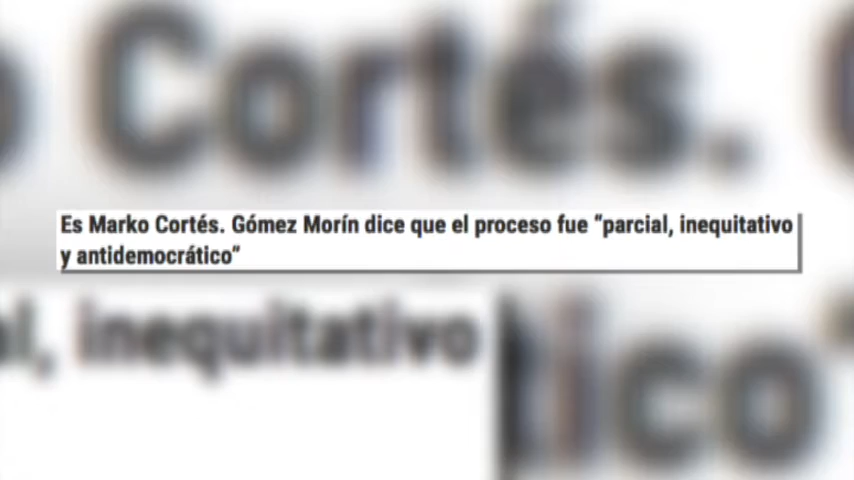 Cortés.
Es Marko Cortés. Gómez Morín dice que el proceso fue “parcial, inequitativo
y antidemocrático”
al, inequitativo
tico”